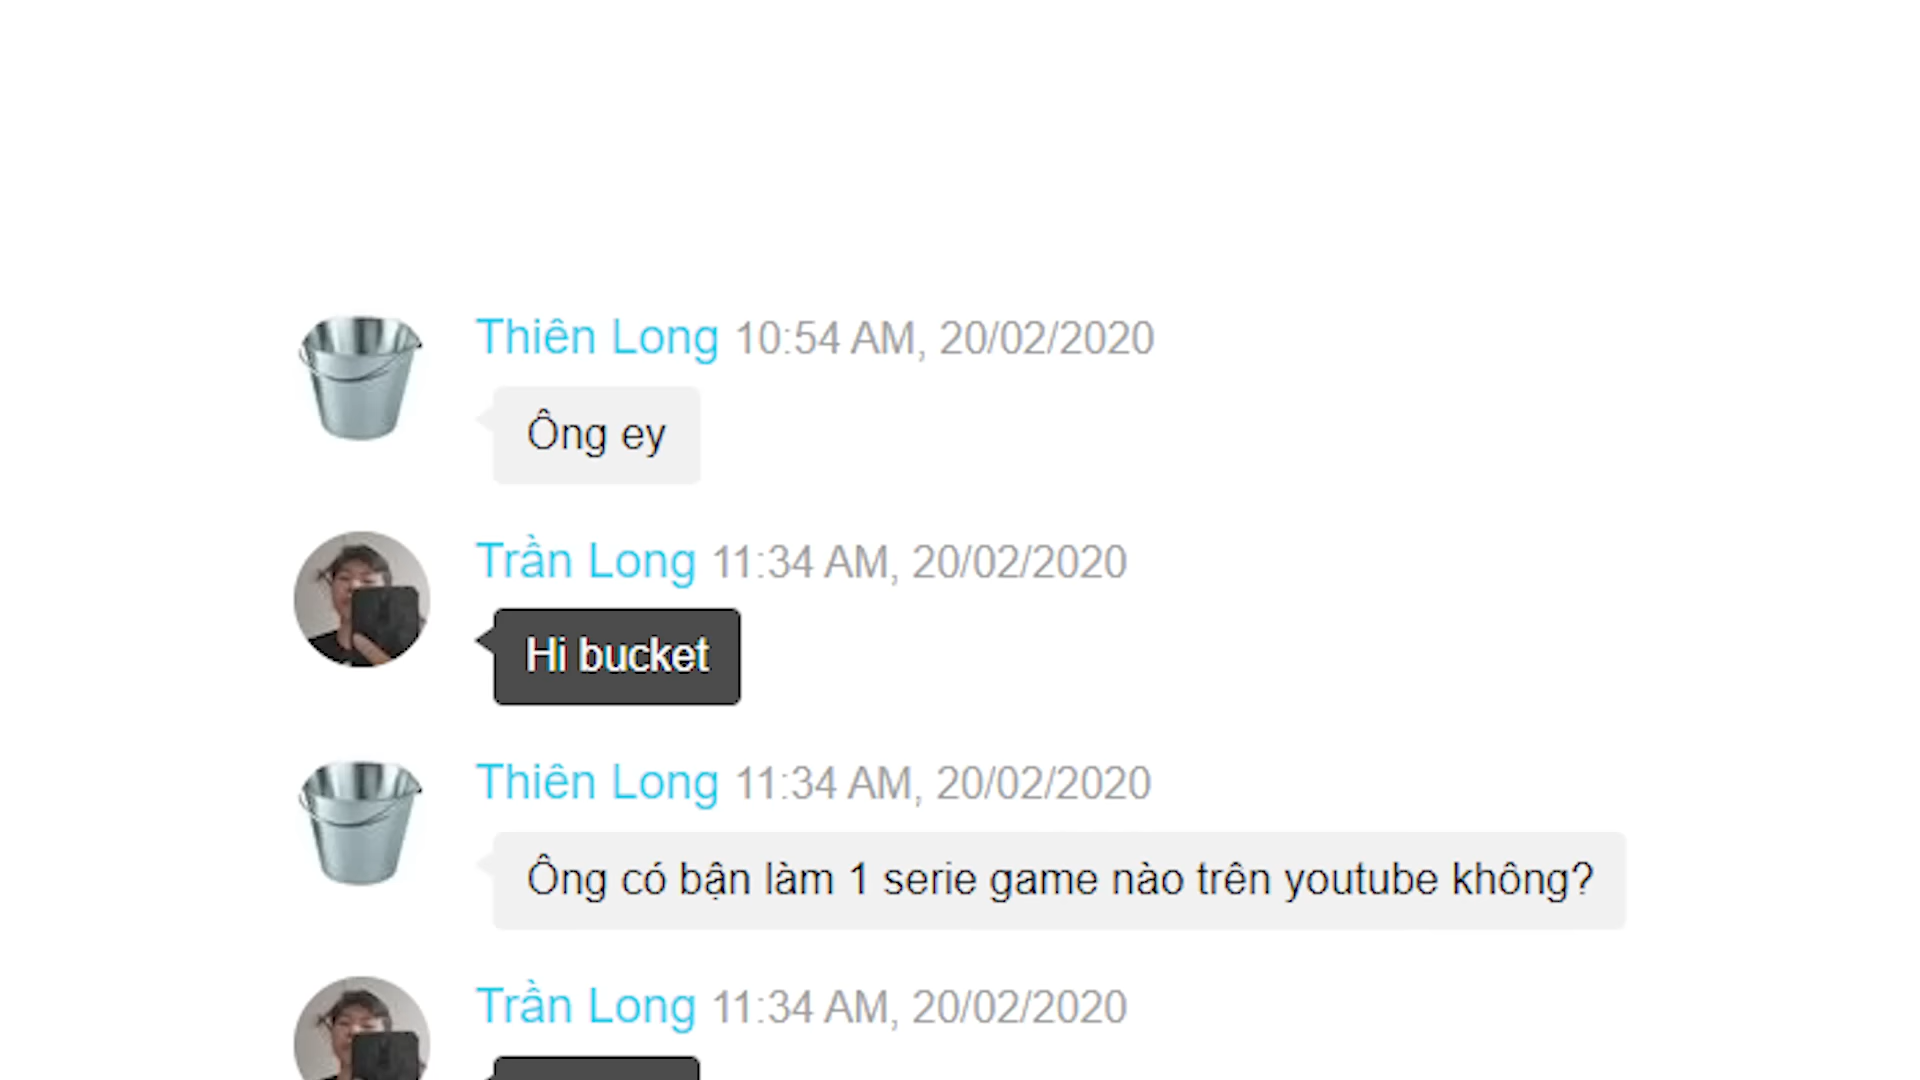 Thiên Long 10:54 AM, 20/02/2020
Ông ey
Trần Long 11:34 AM, 20/02/2020
Hi bucket
Thiên Long 11:34 AM, 20/02/2020
Ông có bận làm 1 serie game nào trên youtube không?
Trần Long 11:34 AM, 20/02/2020